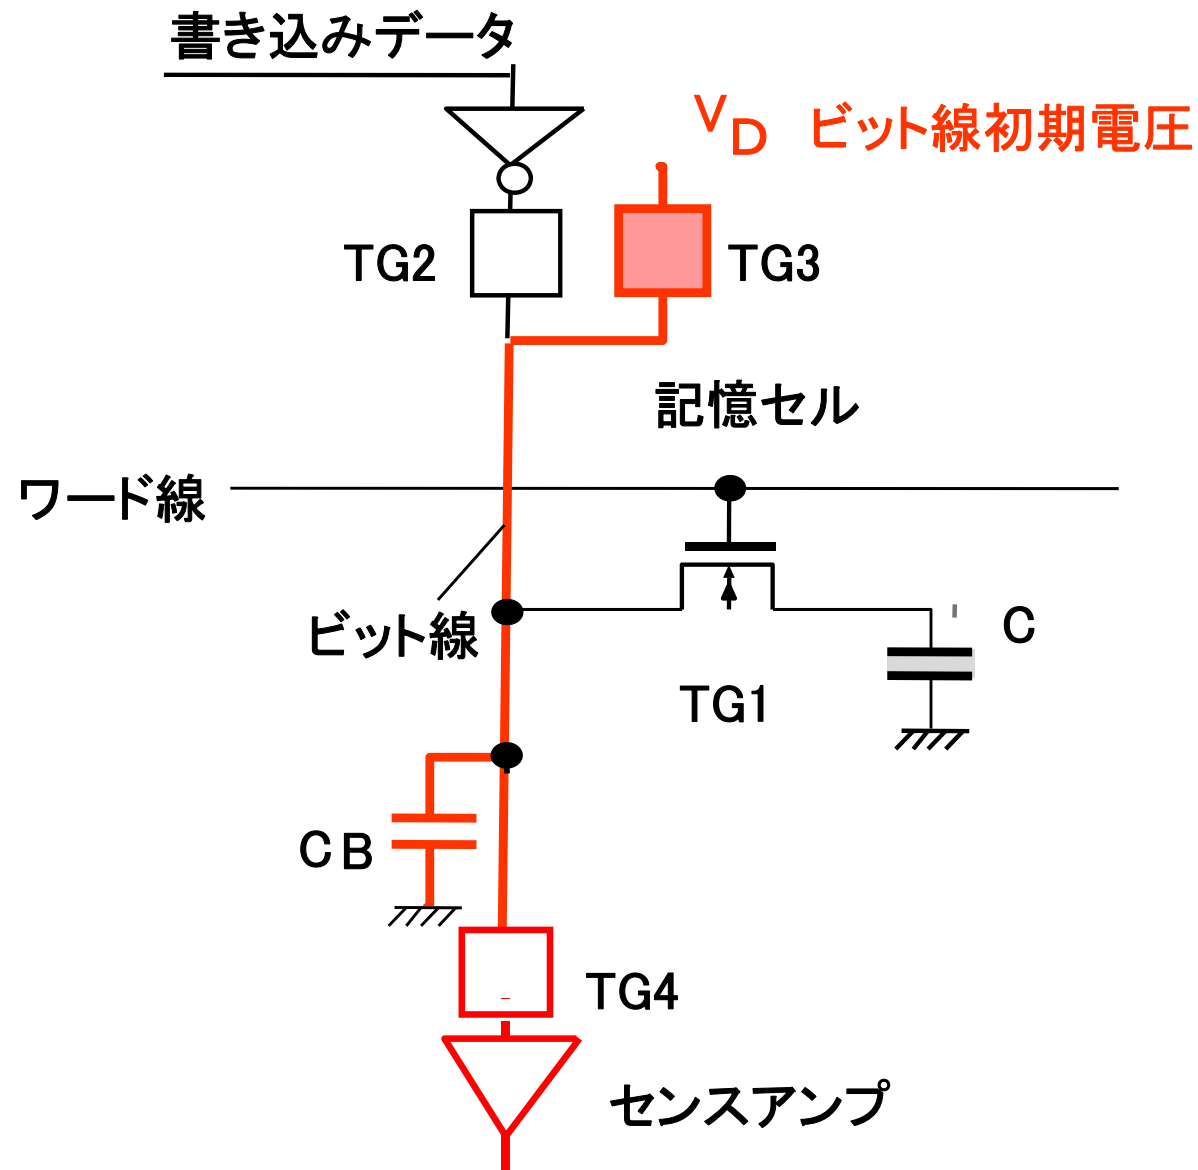 書き込みデータ
VD ビット線初期電圧
TG2
TG3
記憶セル
ワード線
ビット線
C
TG1
CB
TG4
センスアンプ